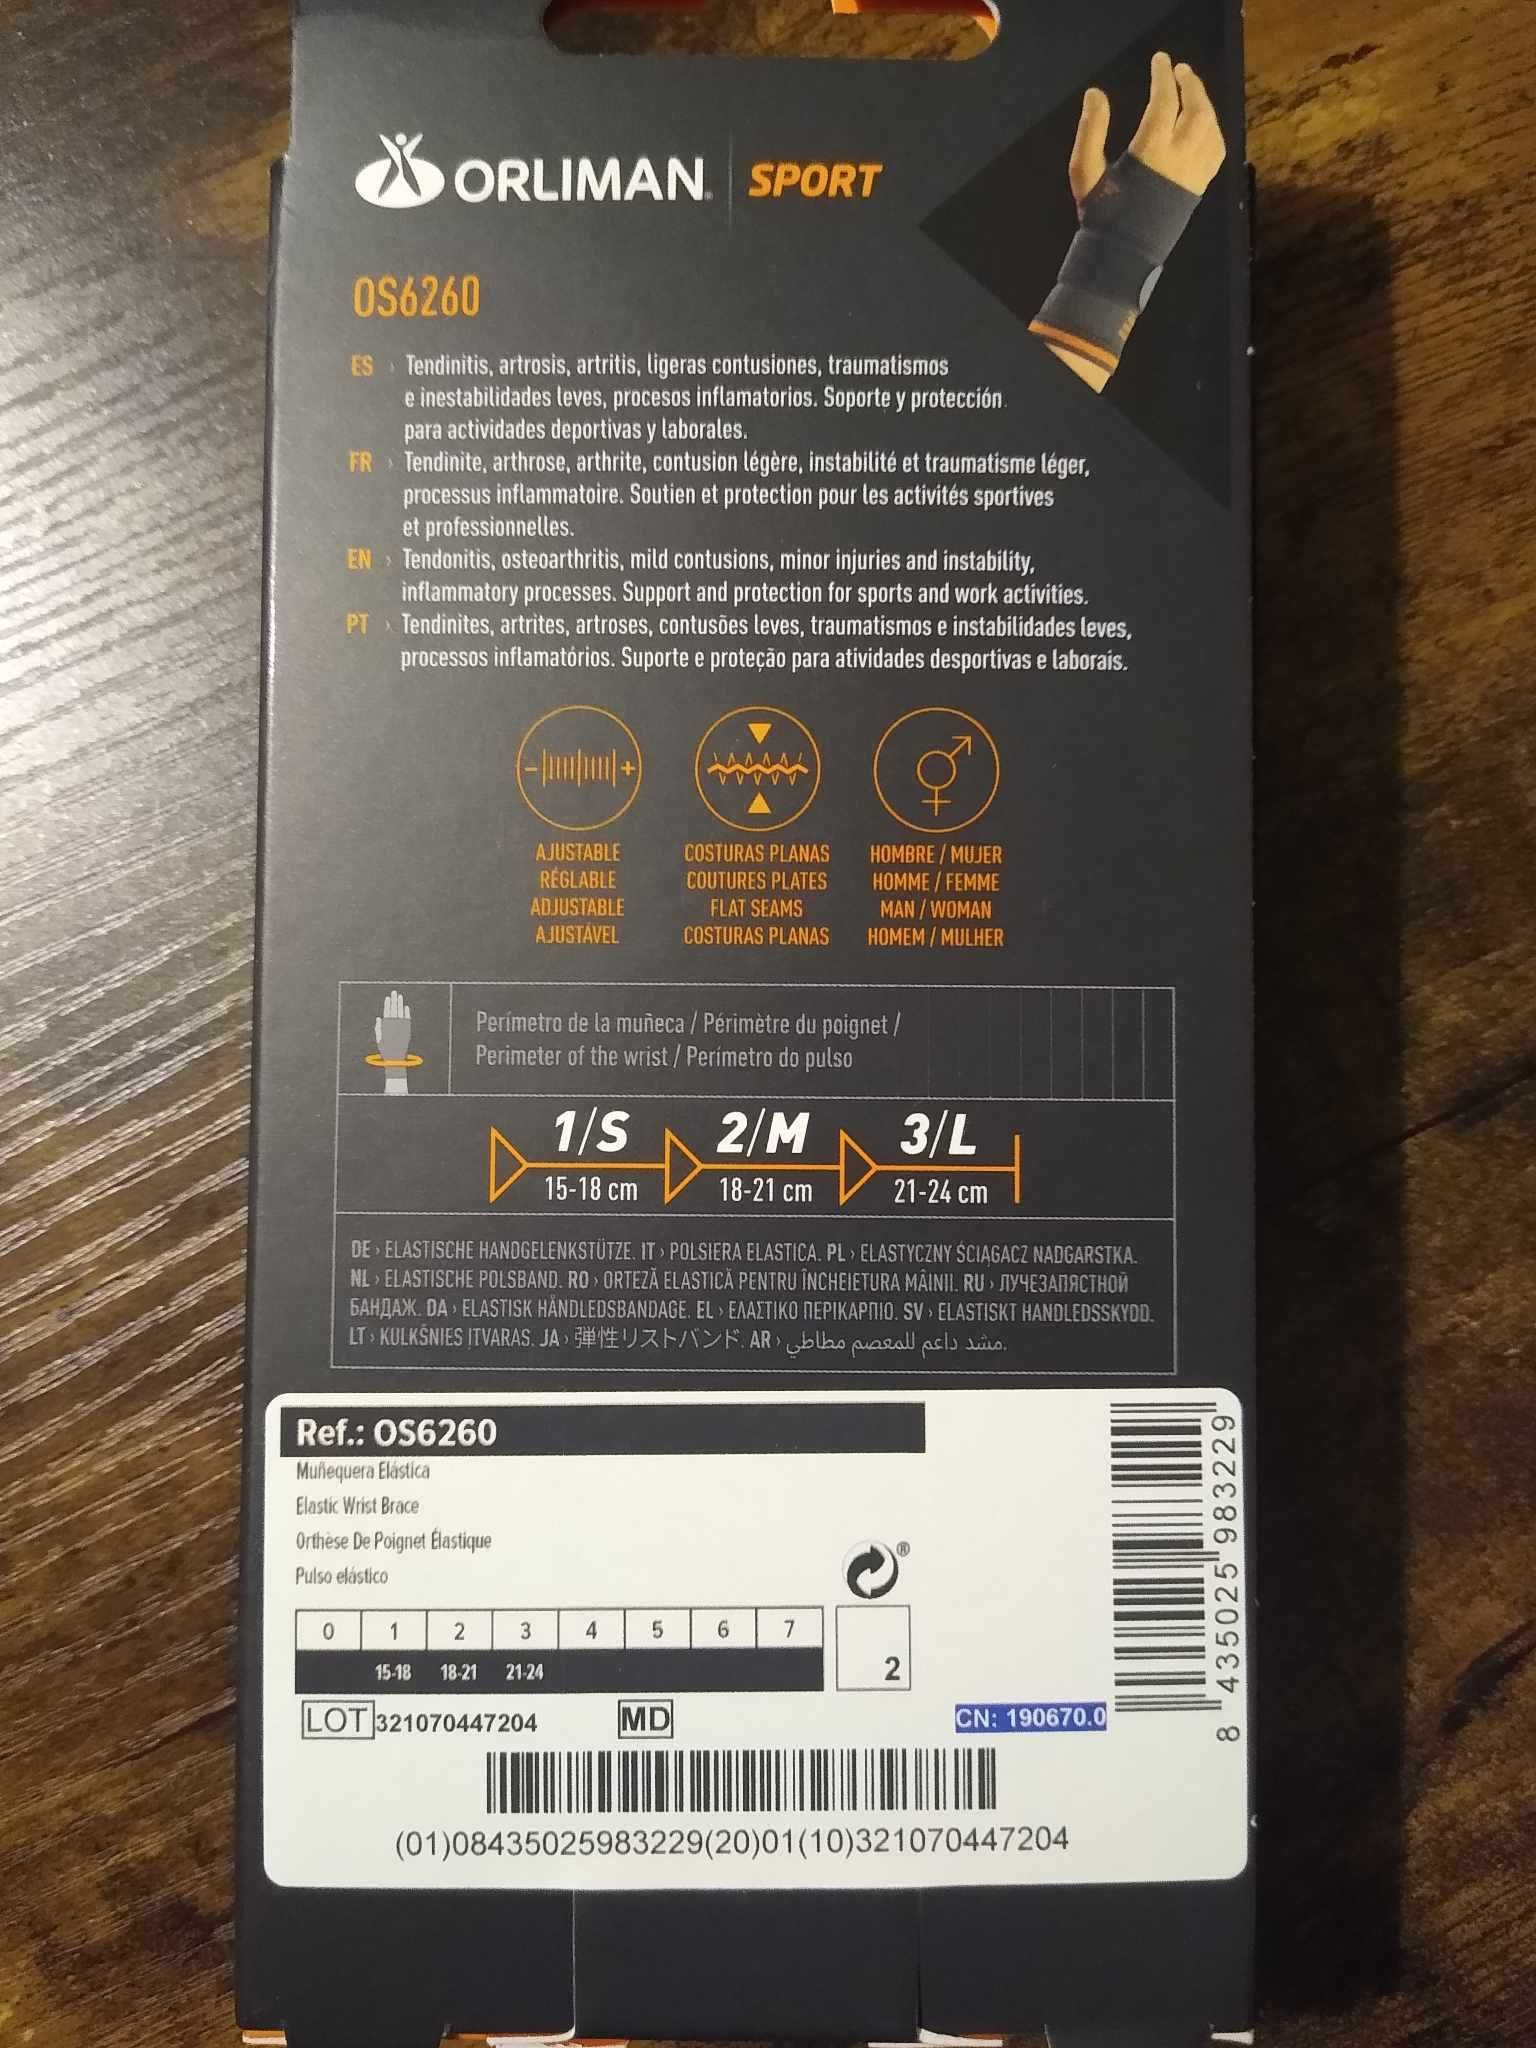 ORLIMAN® SPORT
OS6260
ES › Tendinitis, artrosis, artritis, ligeras contusiones, traumatismos
e inestabilidades leves, procesos inflamatorios. Soporte y protección
para actividades deportivas y laborales.
FR › Tendinite, arthrose, arthrite, contusion légère, instabilité et traumatisme léger,
processus inflammatoire. Soutien et protection pour les activités sportives
et professionnelles.
EN › Tendonitis, osteoarthritis, mild contusions, minor injuries and instability,
inflammatory processes. Support and protection for sports and work activities.
PT › Tendinites, artrites, artroses, contusões leves, traumatismos e instabilidades leves,
processos inflamatórios. Suporte e proteção para atividades desportivas e laborais.
- +
AJUSTABLE
RÉGLABLE
ADJUSTABLE
AJUSTÁVEL
COSTURAS PLANAS
COUTURES PLATES
FLAT SEAMS
COSTURAS PLANAS
HOMBRE / MUJER
HOMME / FEMME
MAN / WOMAN
HOMEM / MULHER
Perímetro de la muñeca / Périmètre du poignet /
Perimeter of the wrist / Perímetro do pulso
1/S 2/M 3/L
15-18 cm 18-21 cm 21-24 cm
DE › ELASTISCHE HANDGELENKSTÜTZE. IT › POLSIERA ELASTICA. PL › ELASTYCZNY ŚCIĄGACZ NADGARSTKA.
NL › ELASTISCHE POLSBAND. RO › ORTEZĂ ELASTICĂ PENTRU ÎNCHEIETURA MÂINII. RU › ЛУЧЕЗАПЯСТНОЙ
БАНДАЖ. DA › ELASTISK HÅNDLEDSBANDAGE. EL › ΕΛΑΣΤΙΚΟ ΠΕΡΙΚΑΡΠΙΟ. SV › ELASTISKT HANDLEDSSKYDD.
LT › KULKŠNIES ĮTVARAS. JA › 弾性リストバンド. AR › مشد داعم للمعصم مطاطي.
Ref.: OS6260
Muñequera Elástica
Elastic Wrist Brace
Orthèse De Poignet Élastique
Pulso elástico
®
0 1 2 3 4 5 6 7
15-18 18-21 21-24
2
LOT 321070447204 MD
CN: 190670.0
8 435025 983229
(01)08435025983229(20)01(10)321070447204